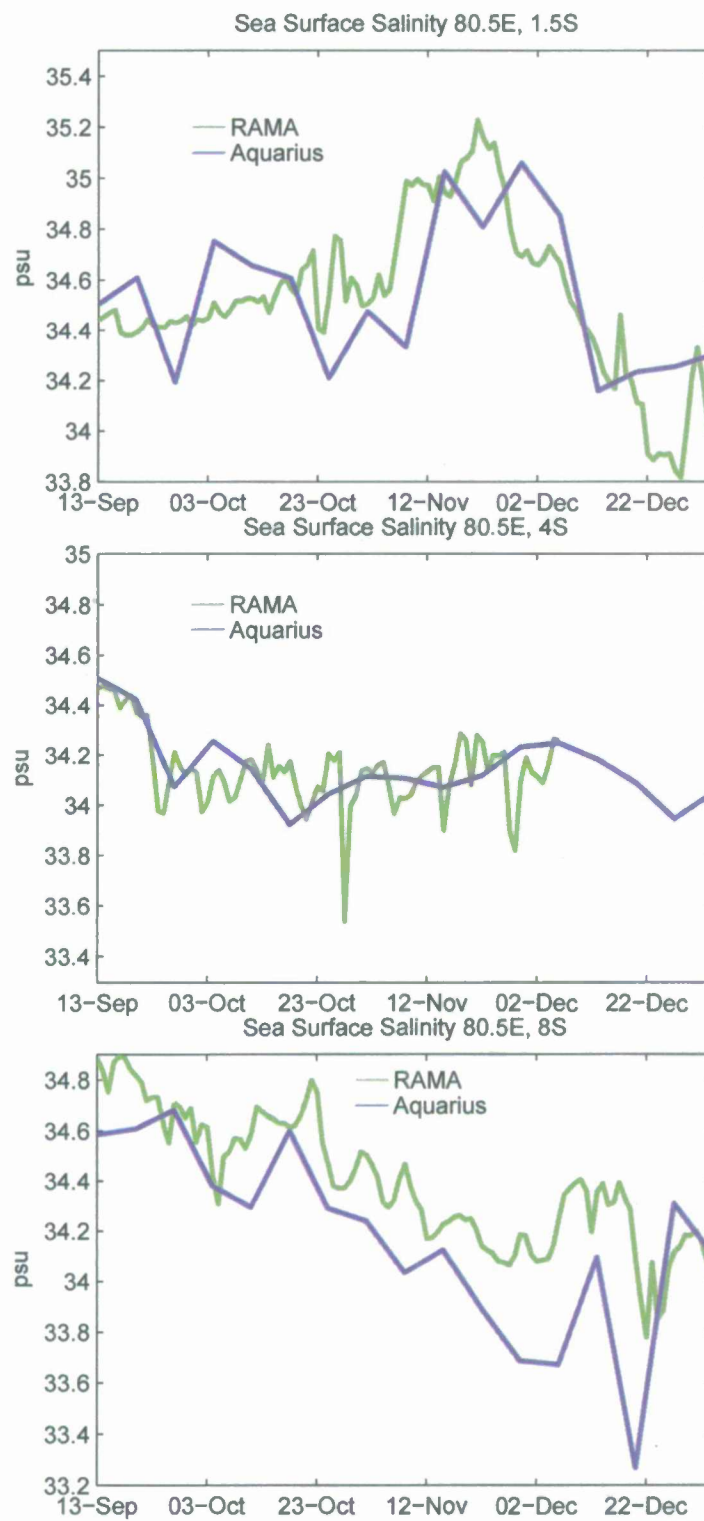 Sea Surface Salinity 80.5E, 1.5S
35.4
35.2
35
34.8
34.6
34.4
34.2
34
33.8
psu
RAMA
Aquarius
13-Sep 03-Oct 23-Oct 12-Nov 02-Dec 22-Dec
Sea Surface Salinity 80.5E, 4S
35
34.8
34.6
34.4
34.2
34
33.8
33.6
33.4
psu
RAMA
Aquarius
13-Sep 03-Oct 23-Oct 12-Nov 02-Dec 22-Dec
Sea Surface Salinity 80.5E, 8S
34.8
34.6
34.4
34.2
34
33.8
33.6
33.4
33.2
psu
RAMA
Aquarius
13-Sep 03-Oct 23-Oct 12-Nov 02-Dec 22-Dec